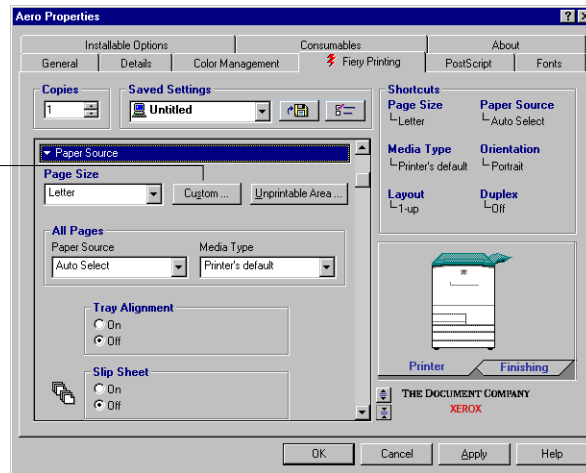 Aero Properties
Installable Options Consumables About
General Details Color Management Fiery Printing PostScript Fonts
Copies
1
Saved Settings
Untitled
Paper Source
Page Size
Letter Custom ... Unprintable Area ...
All Pages
Paper Source Media Type
Auto Select Printer's default
Tray Alignment
On
Off
Slip Sheet
On
Off
Shortcuts
Page Size Paper Source
Letter Auto Select
Media Type Orientation
Printer's default Portrait
Layout Duplex
1-up Off
Printer Finishing
THE DOCUMENT COMPANY
XEROX
OK Cancel Apply Help